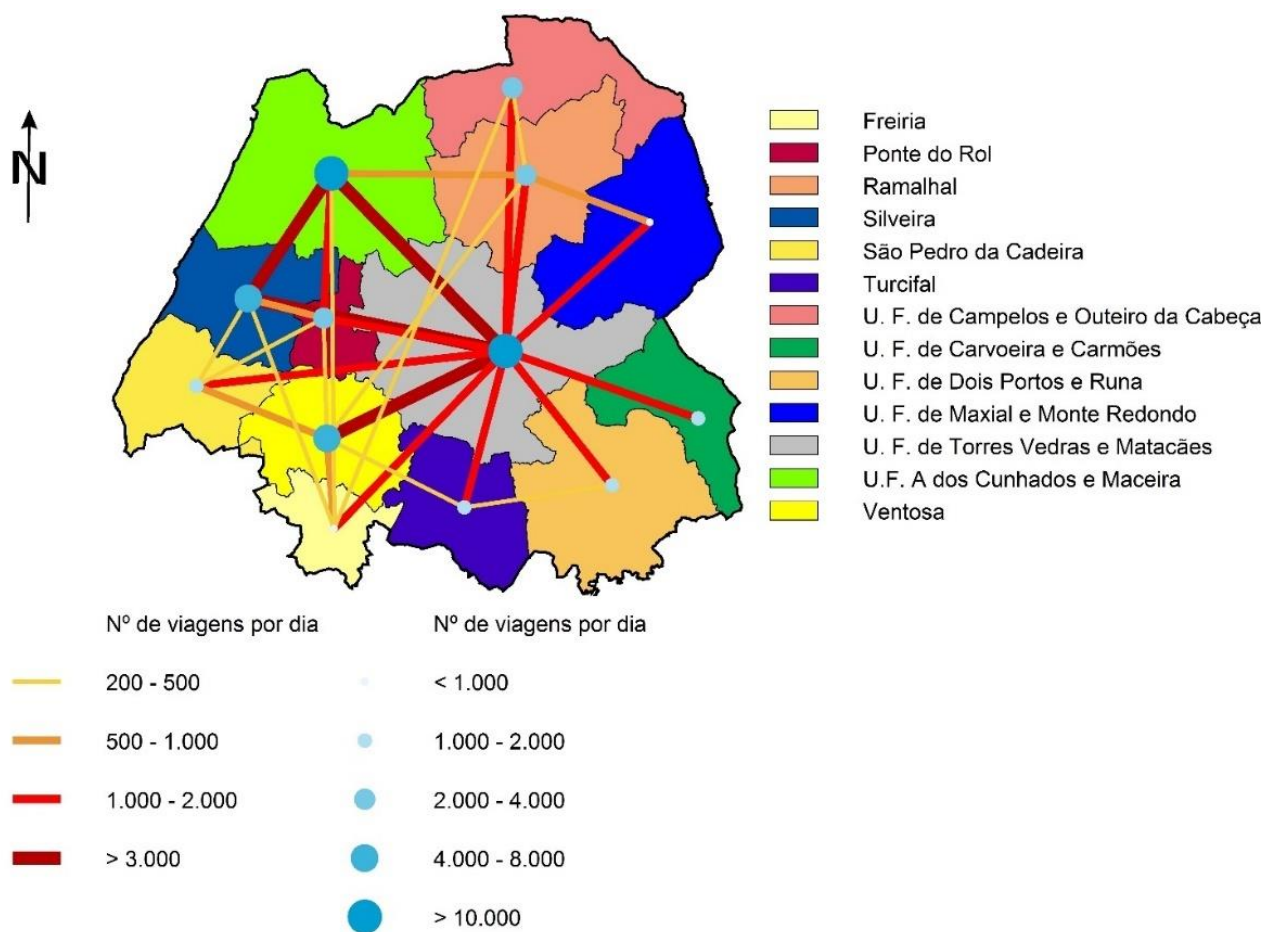 N
Freiria
Ponte do Rol
Ramalhal
Silveira
São Pedro da Cadeira
Turcifal
U. F. de Campelos e Outeiro da Cabeça
U. F. de Carvoeira e Carmões
U. F. de Dois Portos e Runa
U. F. de Maxial e Monte Redondo
U. F. de Torres Vedras e Matacães
U.F. A dos Cunhados e Maceira
Ventosa
Nº de viagens por dia
200 - 500
500 - 1.000
1.000 - 2.000
> 3.000
Nº de viagens por dia
< 1.000
1.000 - 2.000
2.000 - 4.000
4.000 - 8.000
> 10.000